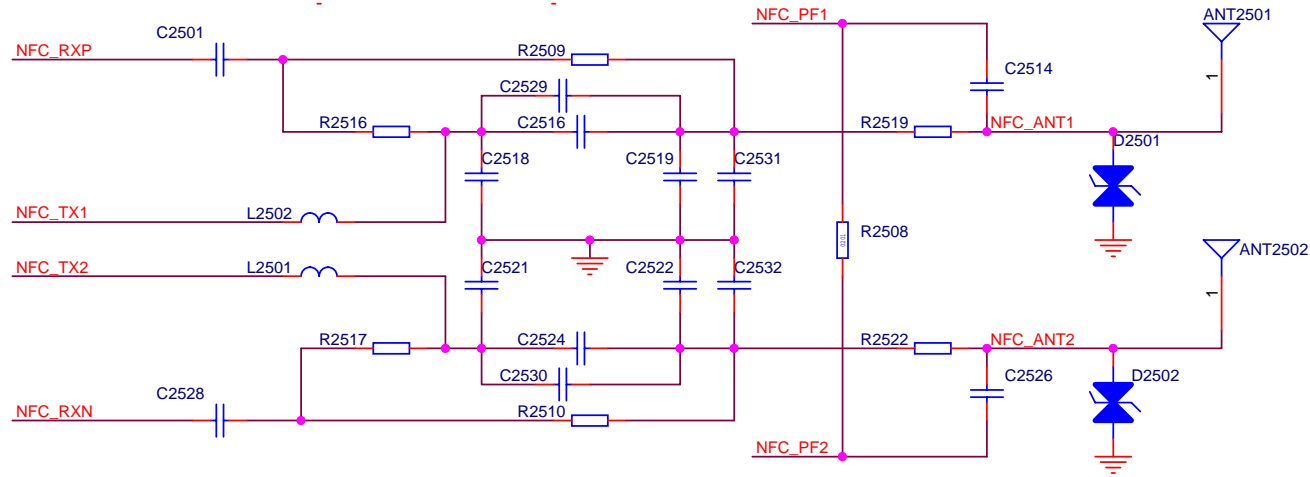 NFC_PF1
ANT2501
C2501
NFC_RXP
R2509
C2514
1
C2529
R2516
C2516
R2519
NFC_ANT1
D2501
C2518
C2519
C2531
NFC_TX1
L2502
R2508
0201
ANT2502
NFC_TX2
L2501
C2521
C2522
C2532
1
R2517
C2524
R2522
NFC_ANT2
C2530
C2526
D2502
C2528
NFC_RXN
R2510
NFC_PF2